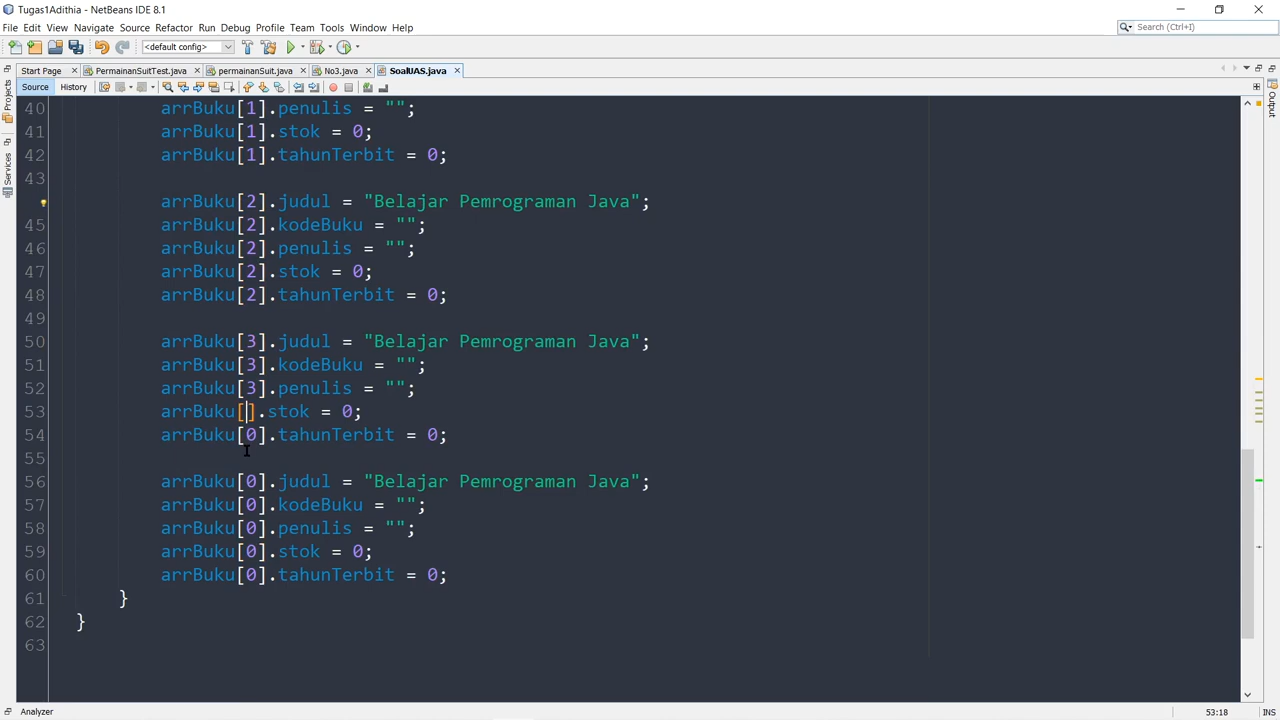 Tugas1Adithia - NetBeans IDE 8.1
File Edit View Navigate Source Refactor Run Debug Profile Team Tools Window Help
Search (Ctrl+I)
<default config>
Start Page PermainanSuitTest.java permainanSuit.java No3.java SoalUAS.java
Source History
Projects
Services
Output
40 arrBuku[1].penulis = "";
41 arrBuku[1].stok = 0;
42 arrBuku[1].tahunTerbit = 0;
43
arrBuku[2].judul = "Belajar Pemrograman Java";
45 arrBuku[2].kodeBuku = "";
46 arrBuku[2].penulis = "";
47 arrBuku[2].stok = 0;
48 arrBuku[2].tahunTerbit = 0;
49
50 arrBuku[3].judul = "Belajar Pemrograman Java";
51 arrBuku[3].kodeBuku = "";
52 arrBuku[3].penulis = "";
53 arrBuku[].stok = 0;
54 arrBuku[0].tahunTerbit = 0;
55
56 arrBuku[0].judul = "Belajar Pemrograman Java";
57 arrBuku[0].kodeBuku = "";
58 arrBuku[0].penulis = "";
59 arrBuku[0].stok = 0;
60 arrBuku[0].tahunTerbit = 0;
61 }
62 }
63
Analyzer 53:18 INS